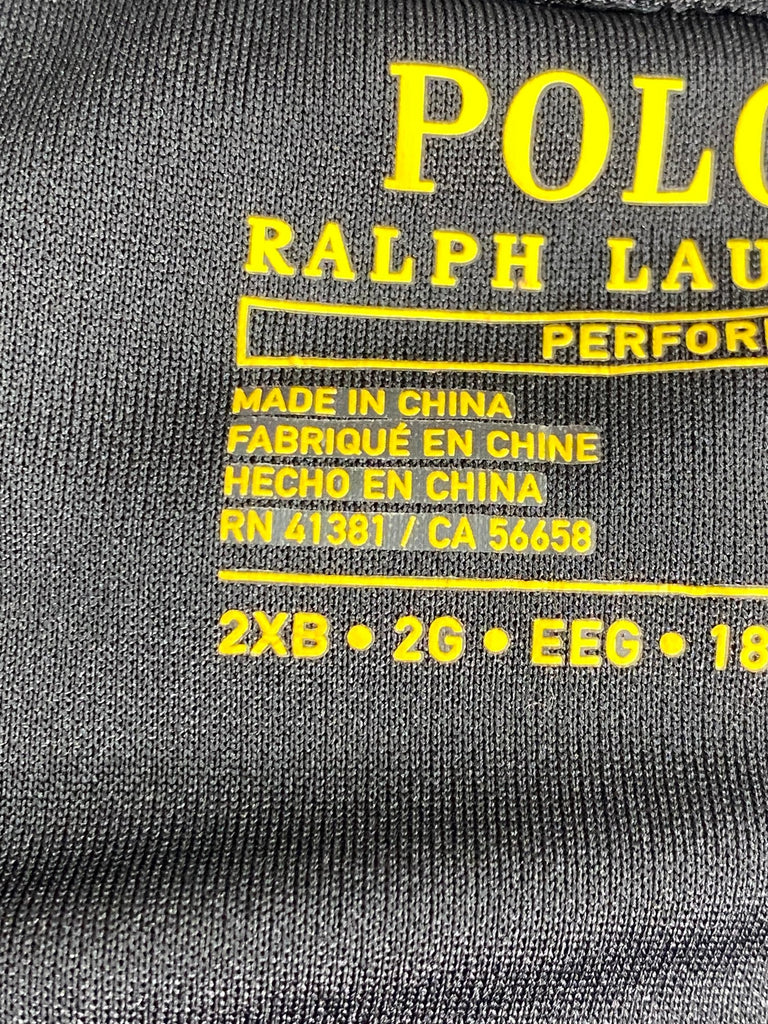 POLO
RALPH LAU
PERFOR
MADE IN CHINA
FABRIQUÉ EN CHINE
HECHO EN CHINA
RN 41381 / CA 56658
2XB • 2G • EEG • 18